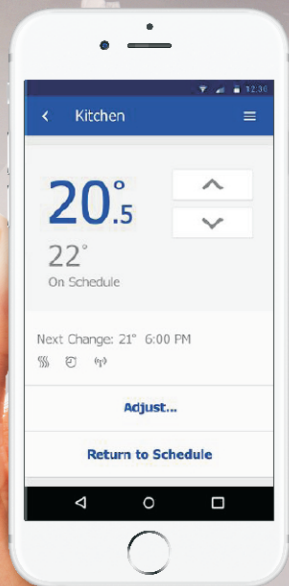 12:30
Kitchen
20°.5
22°
On Schedule
Next Change: 21° 6:00 PM
Adjust...
Return to Schedule